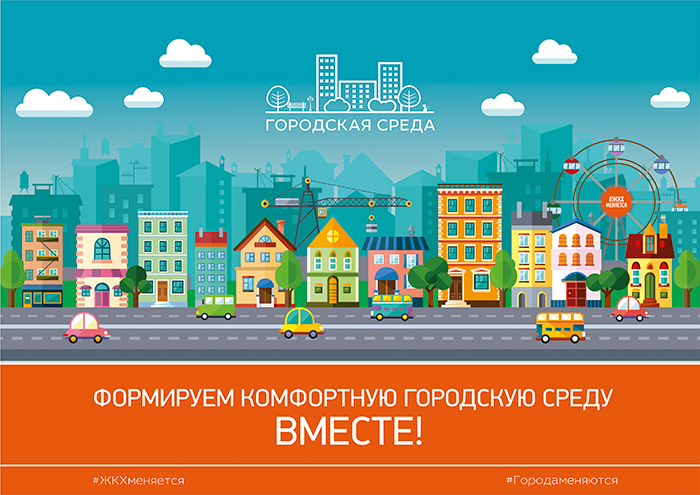 ГОРОДСКАЯ СРЕДА
#ЖКХ
МЕНЯЕТСЯ
ФОРМИРУЕМ КОМФОРТНУЮ ГОРОДСКУЮ СРЕДУ
ВМЕСТЕ!
#ЖКХменяется
#Городаменяются